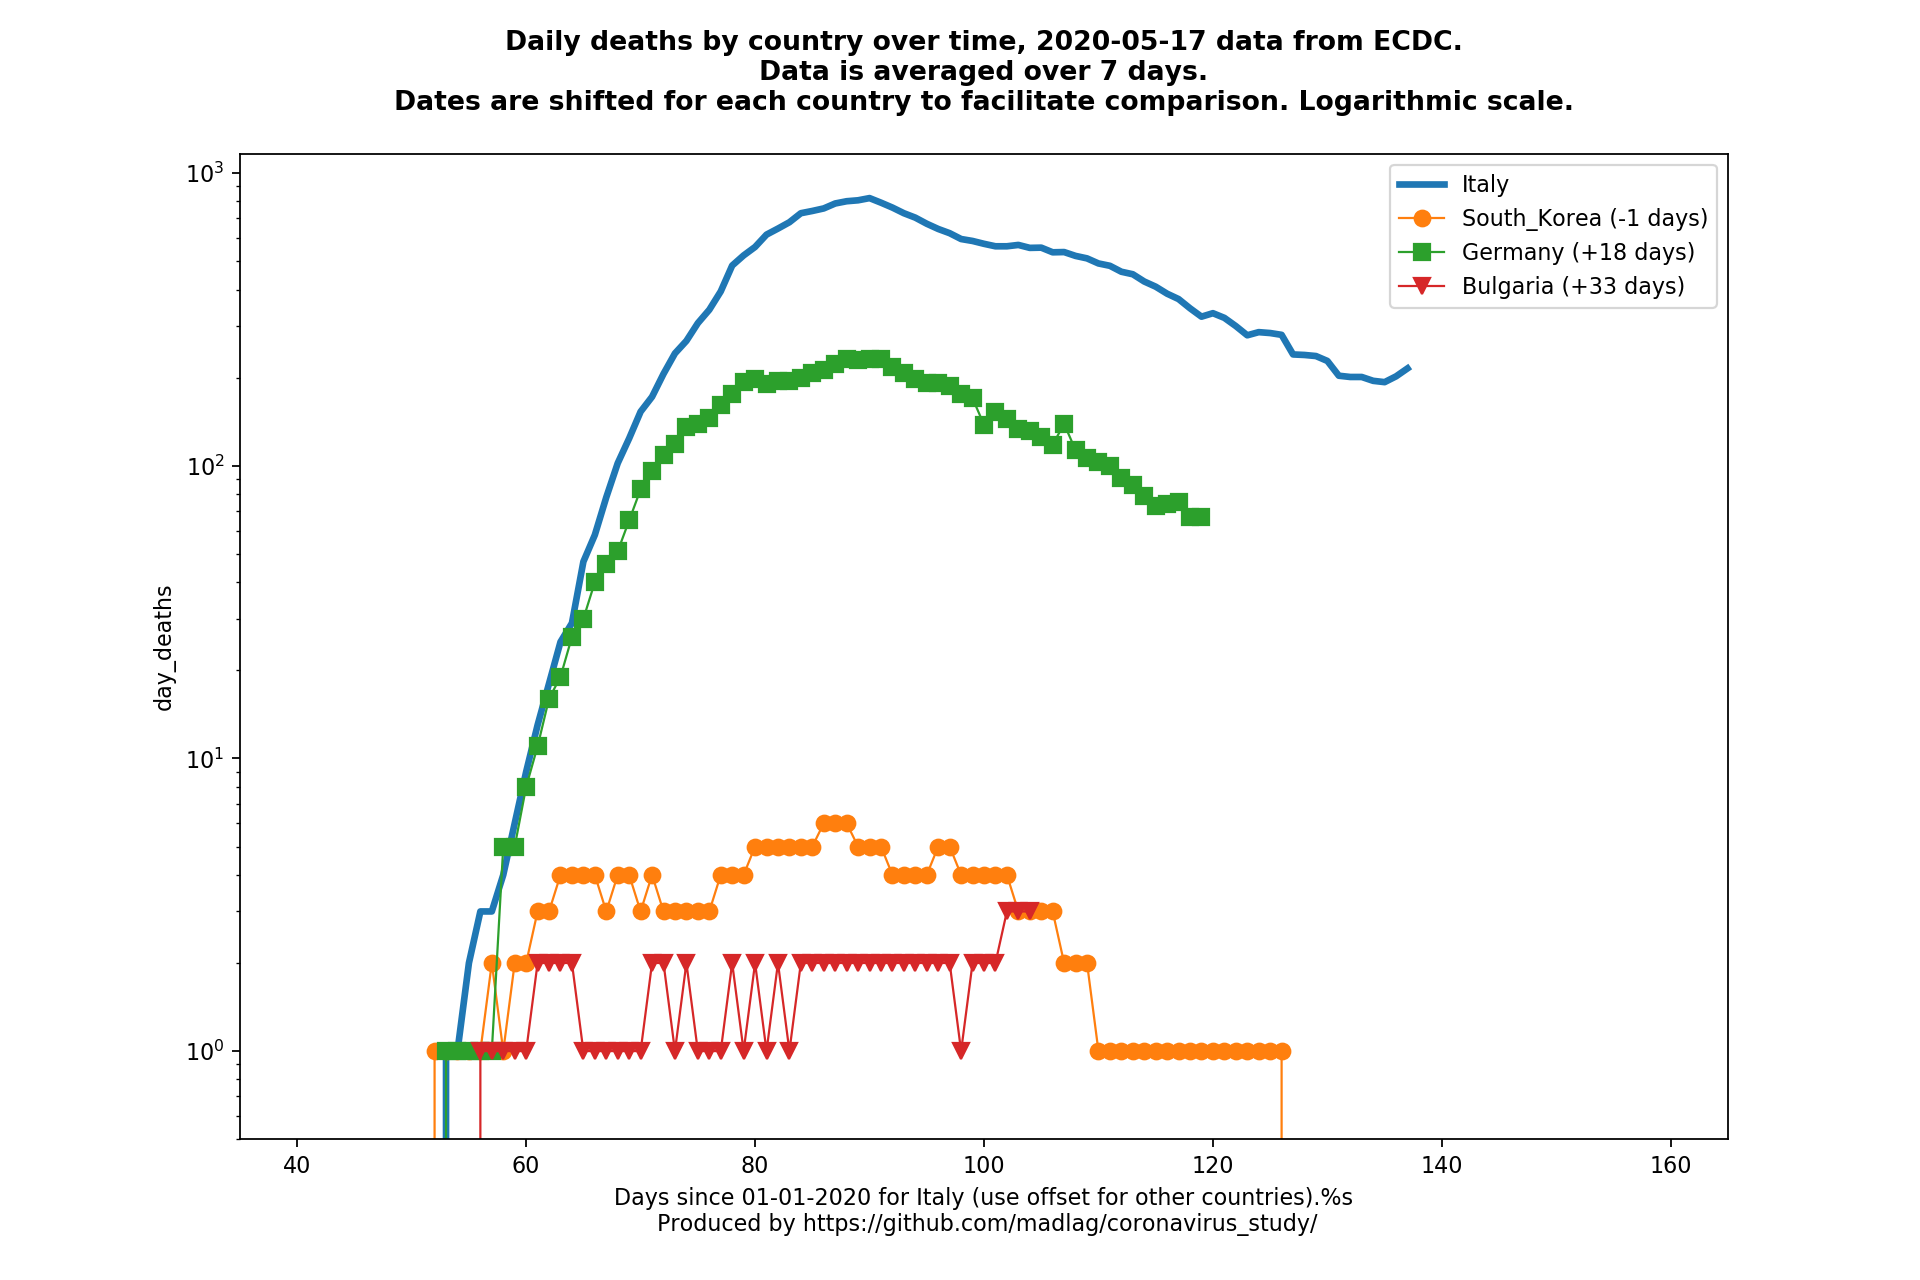 Daily deaths by country over time, 2020-05-17 data from ECDC.
Data is averaged over 7 days.
Dates are shifted for each country to facilitate comparison. Logarithmic scale.
10³
Italy
South_Korea (-1 days)
Germany (+18 days)
Bulgaria (+33 days)
10²
day_deaths
10¹
10⁰
40 60 80 100 120 140 160
Days since 01-01-2020 for Italy (use offset for other countries).%s
Produced by https://github.com/madlag/coronavirus_study/